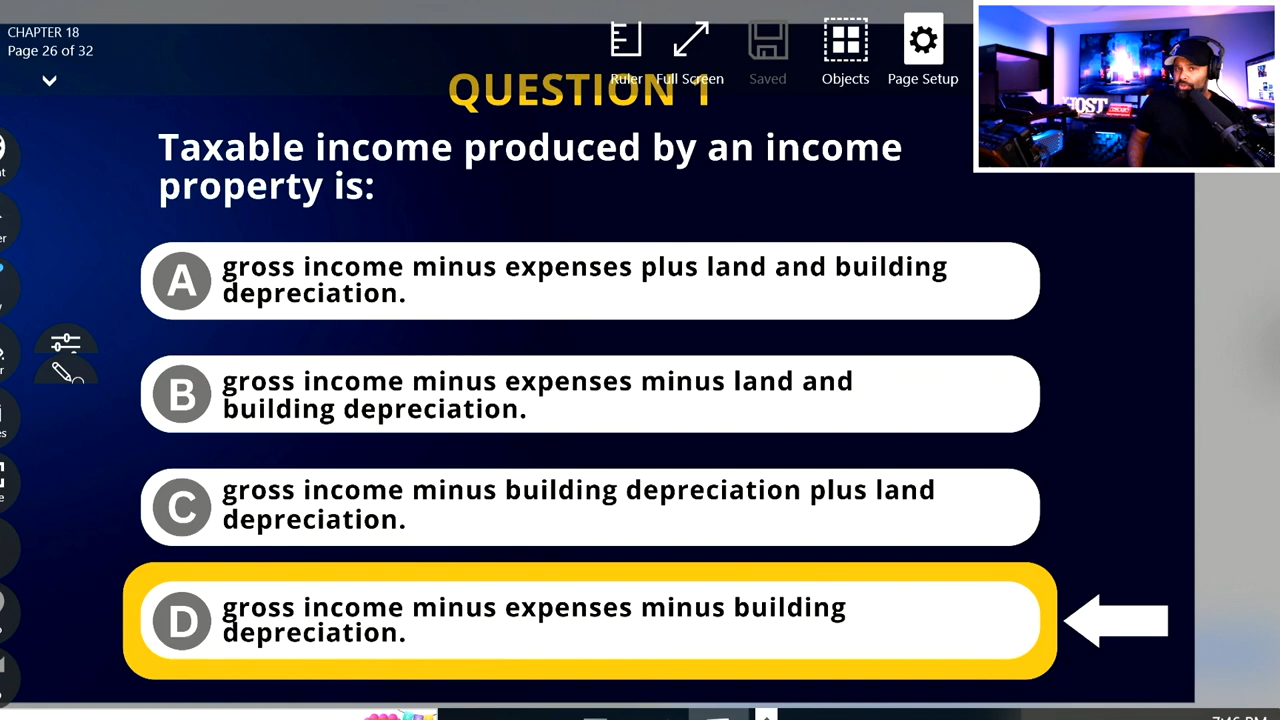 CHAPTER 18
Page 26 of 32
Ruler
Full Screen
Saved
Objects
Page Setup
QUESTION 1
Taxable income produced by an income
property is:
A
gross income minus expenses plus land and building
depreciation.
B
gross income minus expenses minus land and
building depreciation.
C
gross income minus building depreciation plus land
depreciation.
D
gross income minus expenses minus building
depreciation.